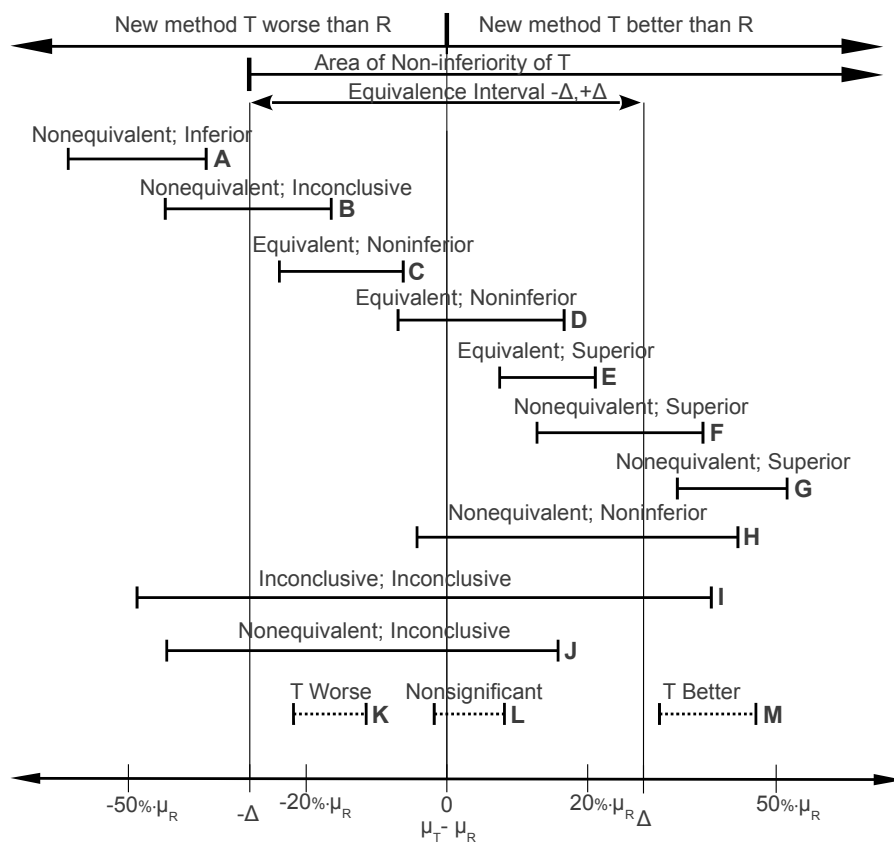 New method T worse than R
New method T better than R
Area of Non-inferiority of T
Equivalence Interval -Δ,+Δ
Nonequivalent; Inferior
A
Nonequivalent; Inconclusive
B
Equivalent; Noninferior
C
Equivalent; Noninferior
D
Equivalent; Superior
E
Nonequivalent; Superior
F
Nonequivalent; Superior
G
Nonequivalent; Noninferior
H
Inconclusive; Inconclusive
I
Nonequivalent; Inconclusive
J
T Worse
K
Nonsignificant
L
T Better
M
-50%·μR
-Δ
-20%·μR
0
20%·μR
Δ
50%·μR
μT- μR